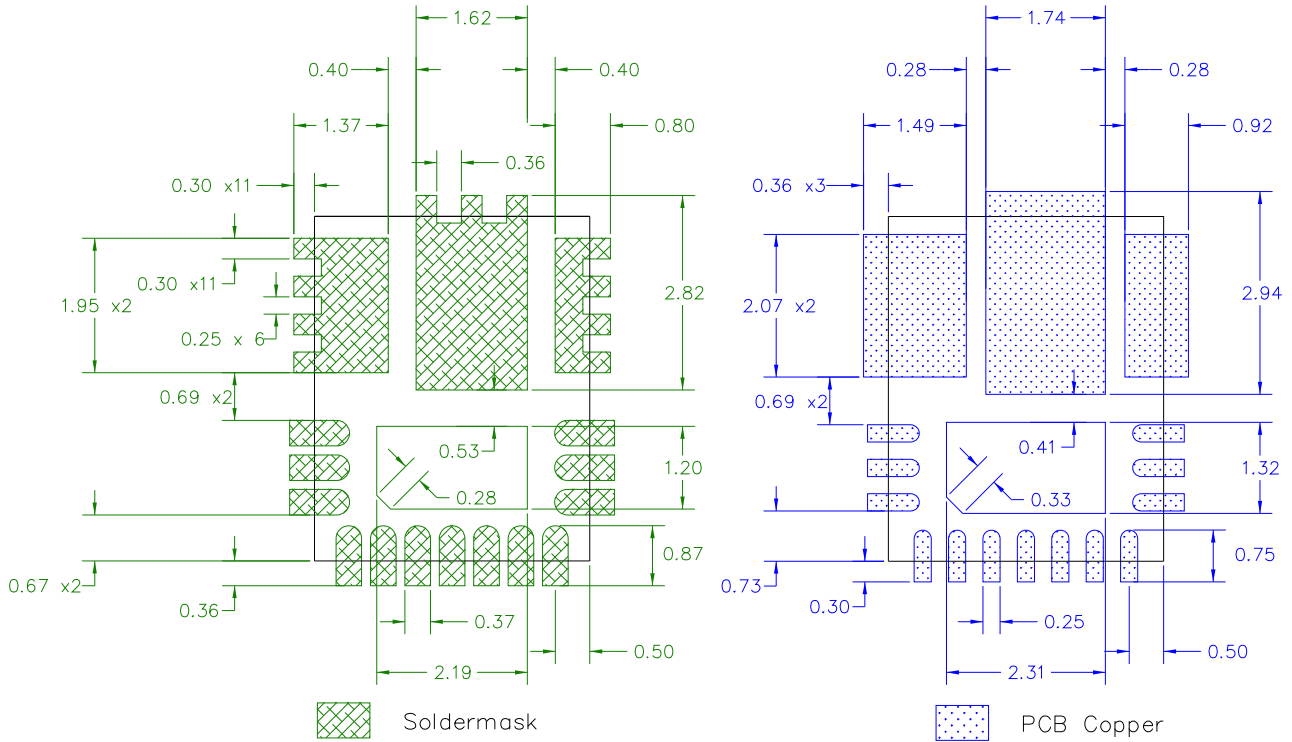 1.62
1.74
0.40
0.40
0.28
0.28
1.37
0.80
1.49
0.92
0.36
0.30 x11
0.36 x3
0.30 x11
1.95 x2
2.82
2.07 x2
2.94
0.25 x 6
0.69 x2
0.69 x2
0.53
0.41
1.20
1.32
0.28
0.33
0.87
0.75
0.67 x2
0.73
0.36
0.30
0.37
0.25
0.50
0.50
2.19
2.31
Soldermask
PCB Copper